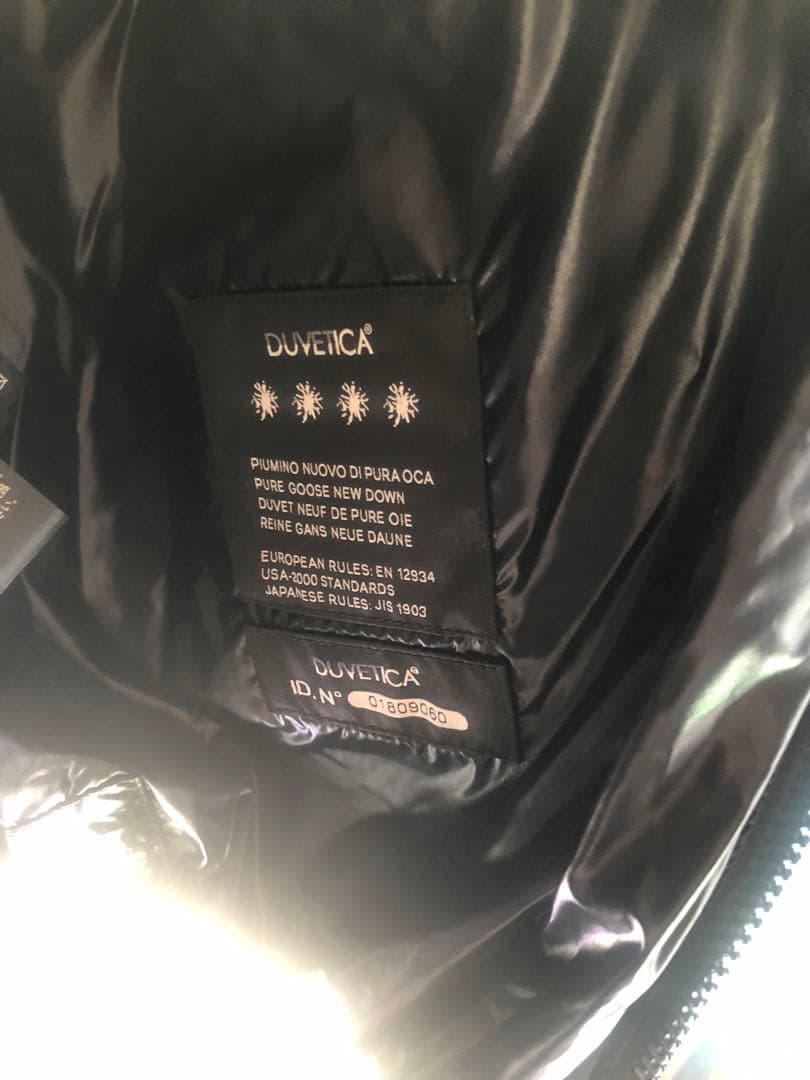 DUVETICA®
PIUMINO NUOVO DI PURA OCA
PURE GOOSE NEW DOWN
DUVET NEUF DE PURE OIE
REINE GANS NEUE DAUNE
EUROPEAN RULES: EN 12934
USA-2000 STANDARDS
JAPANESE RULES: JIS 1903
DUVETICA®
ID.N° 01809060